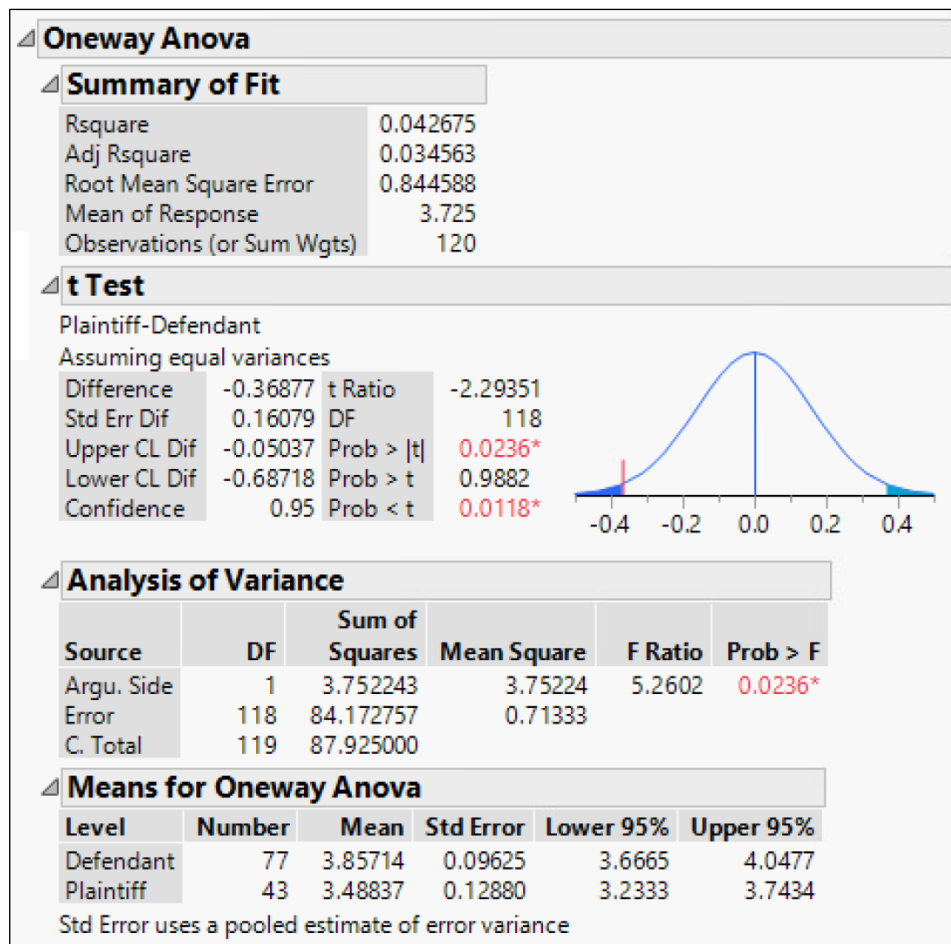 Oneway Anova
Summary of Fit
Rsquare 0.042675
Adj Rsquare 0.034563
Root Mean Square Error 0.844588
Mean of Response 3.725
Observations (or Sum Wgts) 120
t Test
Plaintiff-Defendant
Assuming equal variances
Difference -0.36877 t Ratio -2.29351
Std Err Dif 0.16079 DF 118
Upper CL Dif -0.05037 Prob > |t| 0.0236*
Lower CL Dif -0.68718 Prob > t 0.9882
Confidence 0.95 Prob < t 0.0118*
-0.4 -0.2 0.0 0.2 0.4
Analysis of Variance
Sum of
Source DF Squares Mean Square F Ratio Prob > F
Argu. Side 1 3.752243 3.75224 5.2602 0.0236*
Error 118 84.172757 0.71333
C. Total 119 87.925000
Means for Oneway Anova
Level Number Mean Std Error Lower 95% Upper 95%
Defendant 77 3.85714 0.09625 3.6665 4.0477
Plaintiff 43 3.48837 0.12880 3.2333 3.7434
Std Error uses a pooled estimate of error variance